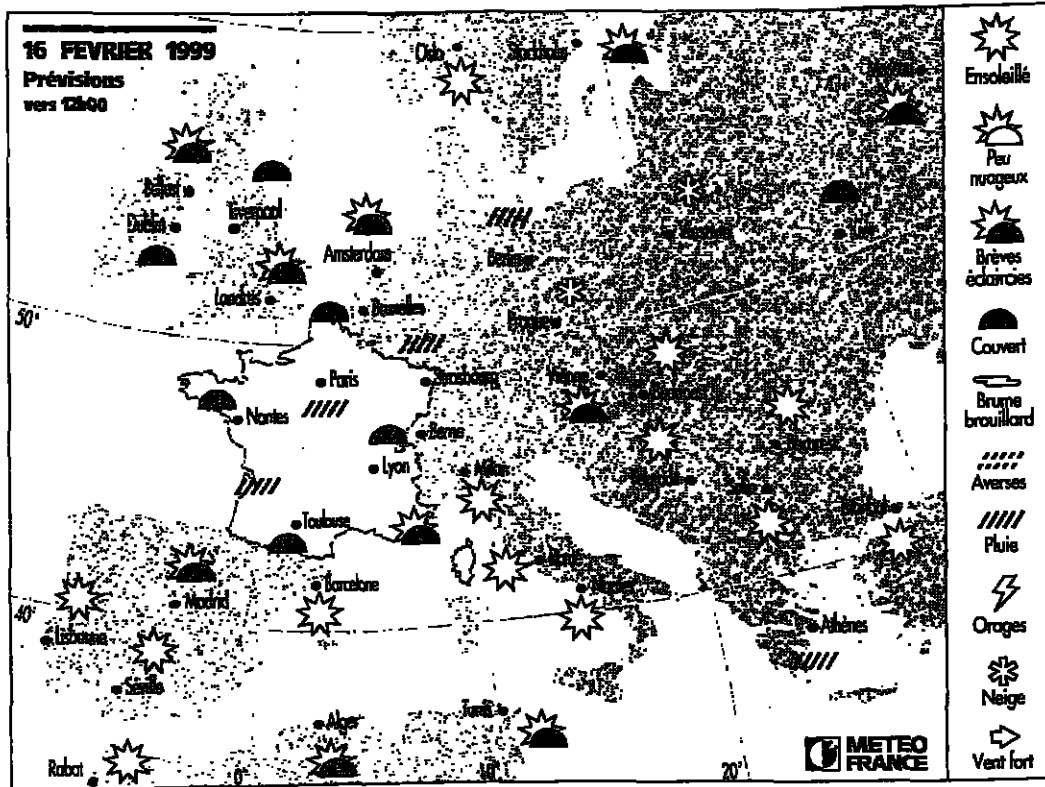 16 FEVRIER 1999
Prévisions
vers 12h00
Oslo
Stockholm
Belfast
Dublin
Liverpool
Amsterdam
Londres
Bruxelles
Berlin
Prague
50°
Paris
Strasbourg
Nantes
Berne
Lyon
Milan
Toulouse
Barcelone
Madrid
40°
Lisbonne
Séville
Athènes
Alger
Tunis
Rabat
0°
10°
20°
METEO
FRANCE
Ensoleillé
Peu
nuageux
Brèves
éclaircies
Couvert
Brume
brouillard
Averses
Pluie
Orages
Neige
Vent fort